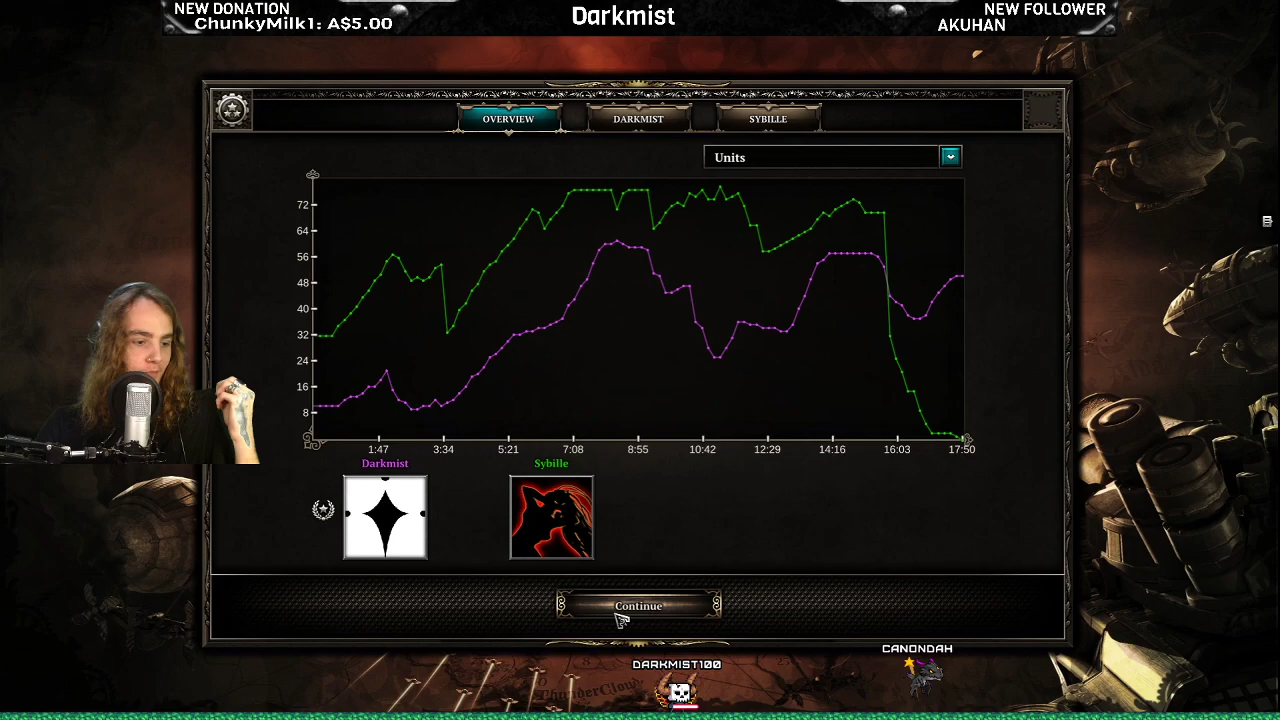 NEW DONATION
ChunkyMilk1: A$5.00
Darkmist
NEW FOLLOWER
AKUHAN
OVERVIEW
DARKMIST
SYBILLE
Units
72
64
56
48
40
32
24
16
8
1:47
3:34
5:21
7:08
8:55
10:42
12:29
14:16
16:03
17:50
Darkmist
Sybille
Continue
CANONDAH
DARKMIST100
ThunderClou